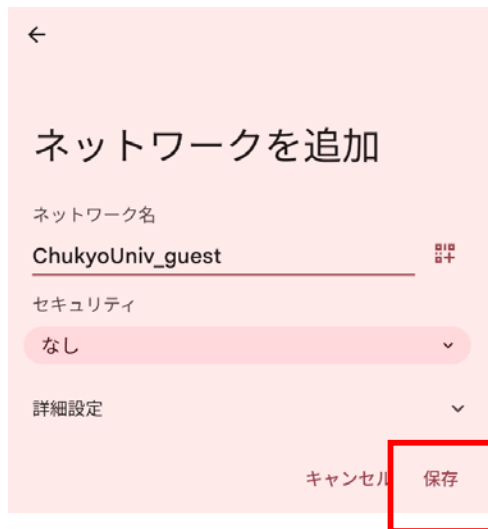 ネットワークを追加
ネットワーク名
ChukyoUniv_guest
セキュリティ
なし
詳細設定
キャンセル 保存